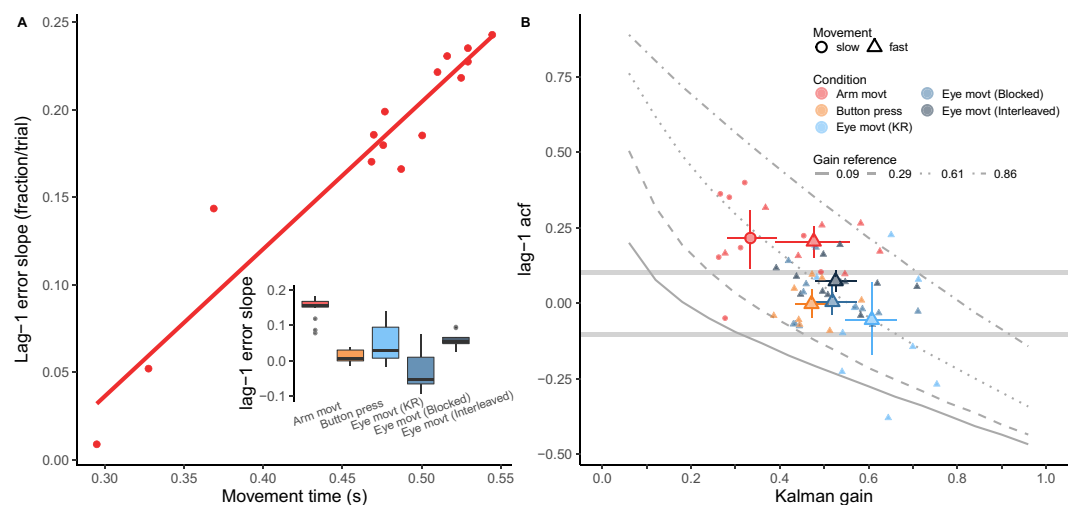 A
Lag-1 error slope (fraction/trial)
0.25
0.20
0.15
0.10
0.05
0.00
0.30
0.35
0.40
0.45
0.50
0.55
Movement time (s)
lag-1 error slope
0.2
0.1
0.0
-0.1
Arm movt
Button press
Eye movt (KR)
Eye movt (Blocked)
Eye movt (Interleaved)
B
lag-1 acf
0.75
0.50
0.25
0.00
−0.25
−0.50
0.0
0.2
0.4
0.6
0.8
1.0
Kalman gain
Movement
slow fast
Condition
Arm movt Eye movt (Blocked)
Button press Eye movt (Interleaved)
Eye movt (KR)
Gain reference
0.09 0.29 0.61 0.86